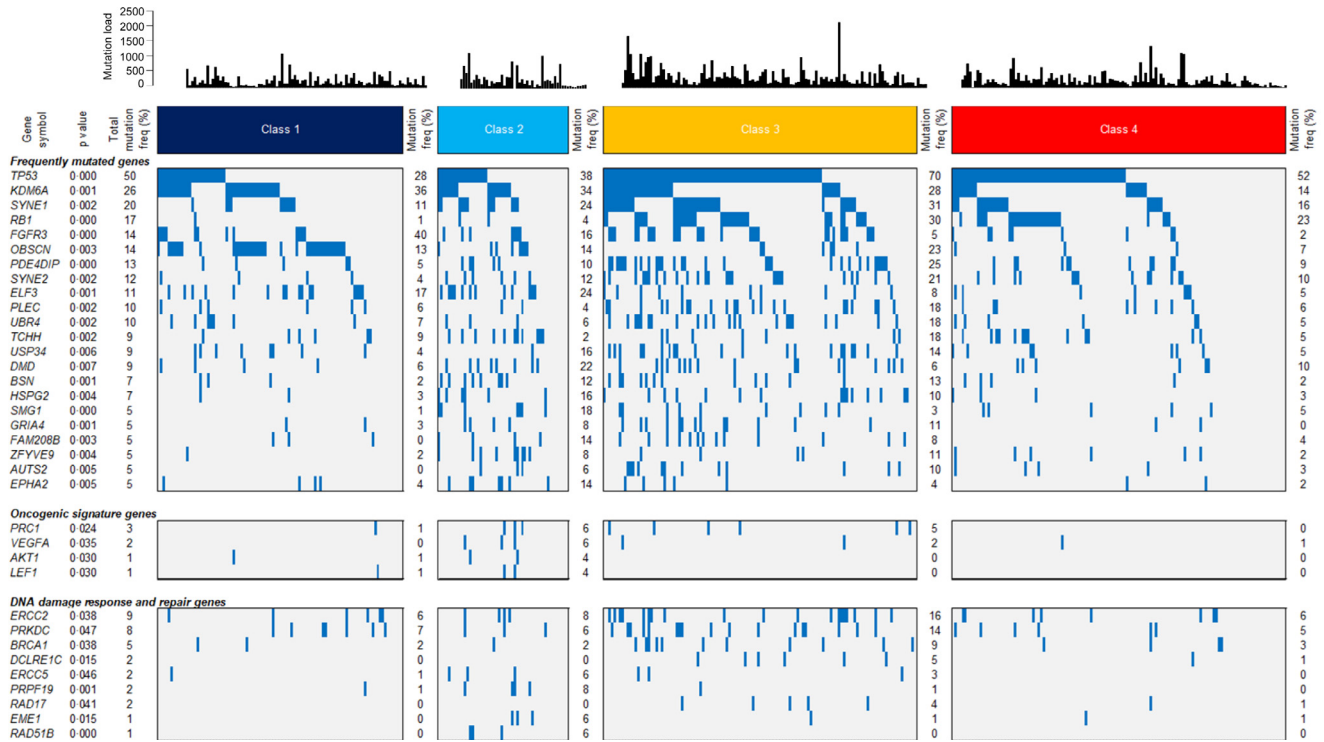 2500
2000
1500
1000
500
0
Mutation load
Gene symbol p value Total mutation freq (%) Class 1 Mutation freq (%) Class 2 Mutation freq (%) Class 3 Mutation freq (%) Class 4 Mutation freq (%)
Frequently mutated genes
TP53 0·000 50 28 38 70 52
KDM6A 0·001 26 36 34 28 14
SYNE1 0·002 20 11 24 31 16
RB1 0·000 17 1 4 30 23
FGFR3 0·000 14 40 16 5 2
OBSCN 0·003 14 13 14 23 7
PDE4DIP 0·000 13 5 10 25 9
SYNE2 0·002 12 4 12 21 10
ELF3 0·001 11 17 24 8 5
PLEC 0·002 10 6 4 18 6
UBR4 0·002 10 7 6 18 5
TCHH 0·002 9 9 2 18 5
USP34 0·006 9 4 16 14 5
DMD 0·007 9 6 22 6 10
BSN 0·001 7 2 12 13 2
HSPG2 0·004 7 3 16 10 3
SMG1 0·000 5 1 18 3 5
GRIA4 0·001 5 3 8 11 0
FAM208B 0·003 5 0 14 8 4
ZFYVE9 0·004 5 2 8 11 2
AUTS2 0·005 5 0 6 10 3
EPHA2 0·005 5 4 14 4 2
Oncogenic signature genes
PRC1 0·024 3 1 6 5 0
VEGFA 0·035 2 0 6 2 1
AKT1 0·030 1 1 4 0 0
LEF1 0·030 1 1 4 0 0
DNA damage response and repair genes
ERCC2 0·038 9 6 8 16 6
PRKDC 0·047 8 7 6 14 5
BRCA1 0·038 5 2 2 9 3
DCLRE1C 0·015 2 0 0 5 1
ERCC5 0·046 2 1 6 3 0
PRPF19 0·001 2 1 8 1 0
RAD17 0·041 2 0 0 4 1
EME1 0·015 1 0 6 1 1
RAD51B 0·000 1 0 6 0 0